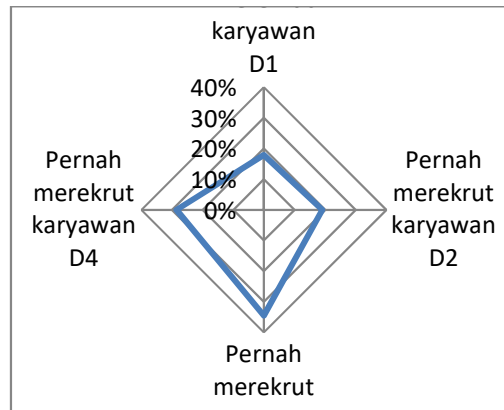 karyawan
D1
40%
30%
20%
10%
0%
Pernah
merekrut
karyawan
D4
Pernah
merekrut
karyawan
D2
Pernah
merekrut